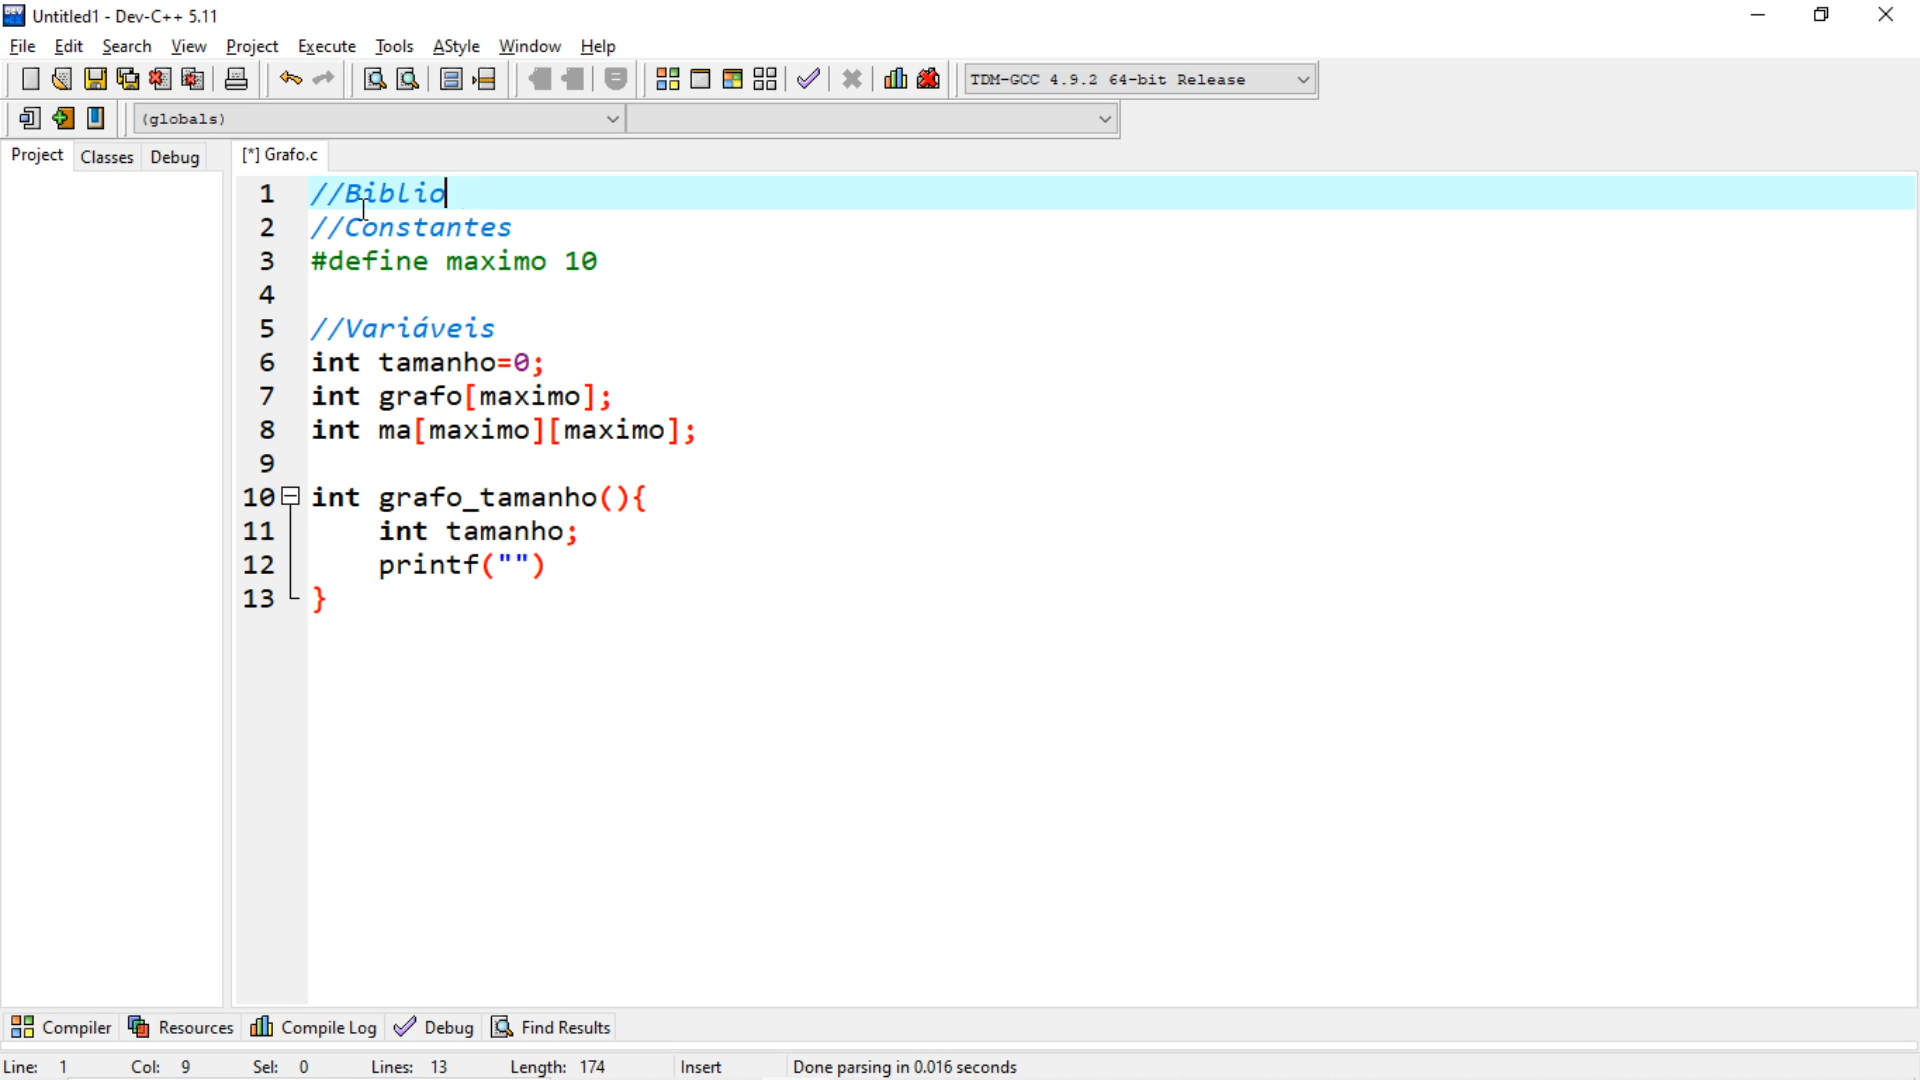 Untitled1 - Dev-C++ 5.11
File Edit Search View Project Execute Tools AStyle Window Help
TDM-GCC 4.9.2 64-bit Release
(globals)
Project Classes Debug [*] Grafo.c
1 //Biblio
2 //Constantes
3 #define maximo 10
4
5 //Variáveis
6 int tamanho=0;
7 int grafo[maximo];
8 int ma[maximo][maximo];
9
10 int grafo_tamanho(){
11 int tamanho;
12 printf("")
13 }
Compiler Resources Compile Log Debug Find Results
Line: 1 Col: 9 Sel: 0 Lines: 13 Length: 174 Insert Done parsing in 0.016 seconds